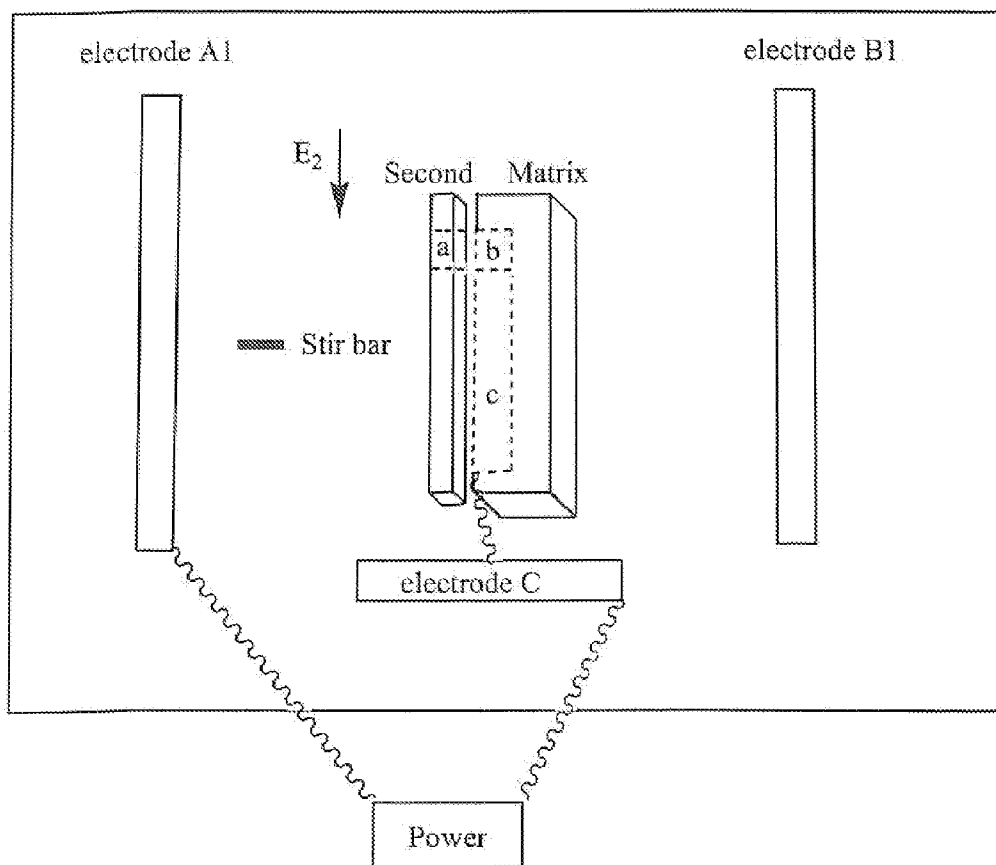 electrode A1
electrode B1
E₂
Second Matrix
a
b
Stir bar
c
electrode C
Power